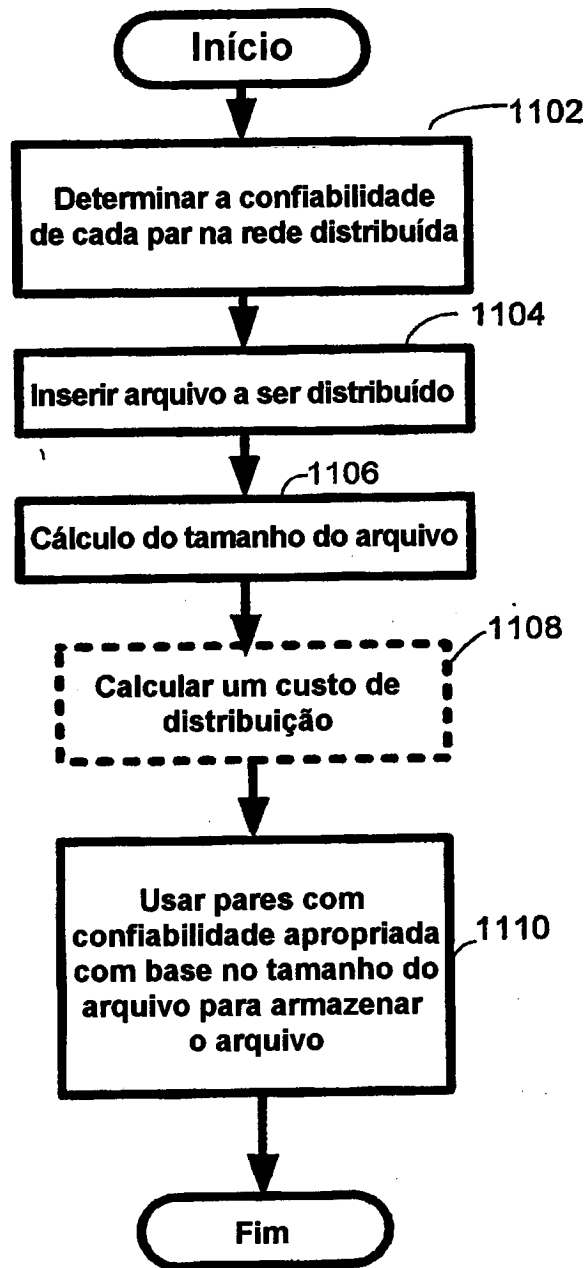 Início
1102
Determinar a confiabilidade
de cada par na rede distribuída
1104
Inserir arquivo a ser distribuído
1106
Cálculo do tamanho do arquivo
1108
Calcular um custo de
distribuição
Usar pares com
confiabilidade apropriada
com base no tamanho do
arquivo para armazenar
o arquivo
1110
Fim